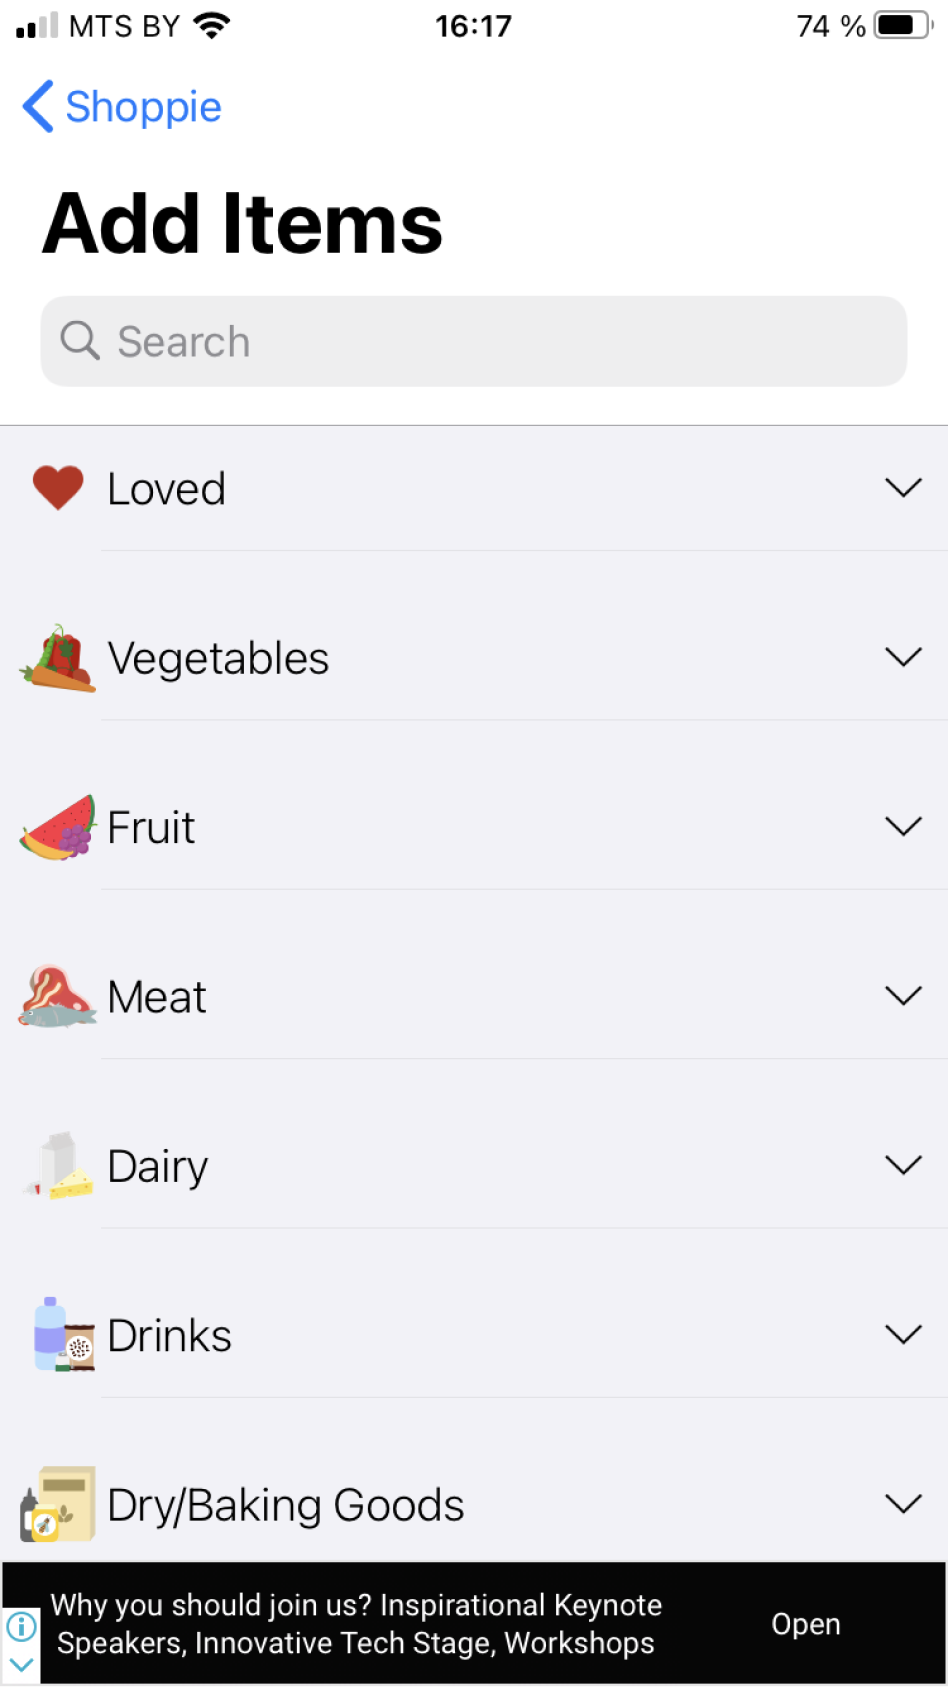 MTS BY 16:17 74 %
Shoppie
Add Items
Search
Loved
Vegetables
Fruit
Meat
Dairy
Drinks
Dry/Baking Goods
Why you should join us? Inspirational Keynote
Speakers, Innovative Tech Stage, Workshops
Open